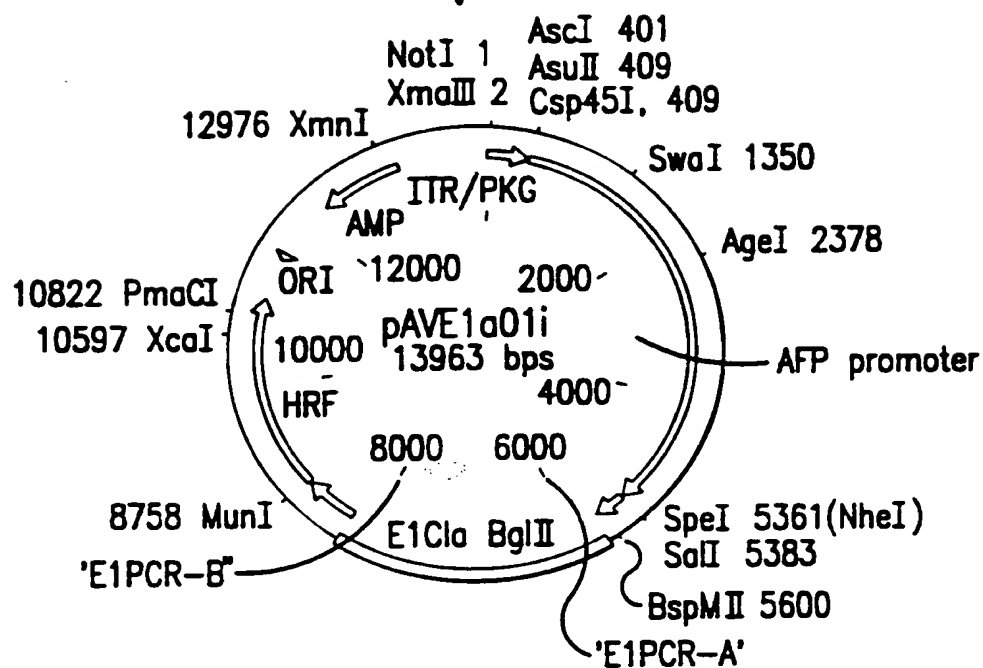 NotI 1
XmaIII 2
AscI 401
AsuII 409
Csp45I, 409
12976 XmnI
SwaI 1350
ITR/PKG
AMP
AgeI 2378
ORI
12000
2000
10822 PmaCI
10597 XcaI
pAVE1a01i
13963 bps
10000
AFP promoter
4000
HRF
8000
6000
8758 MunI
E1Cla BglII
SpeI 5361(NheI)
SalI 5383
'E1PCR-B"
BspMII 5600
'E1PCR-A'